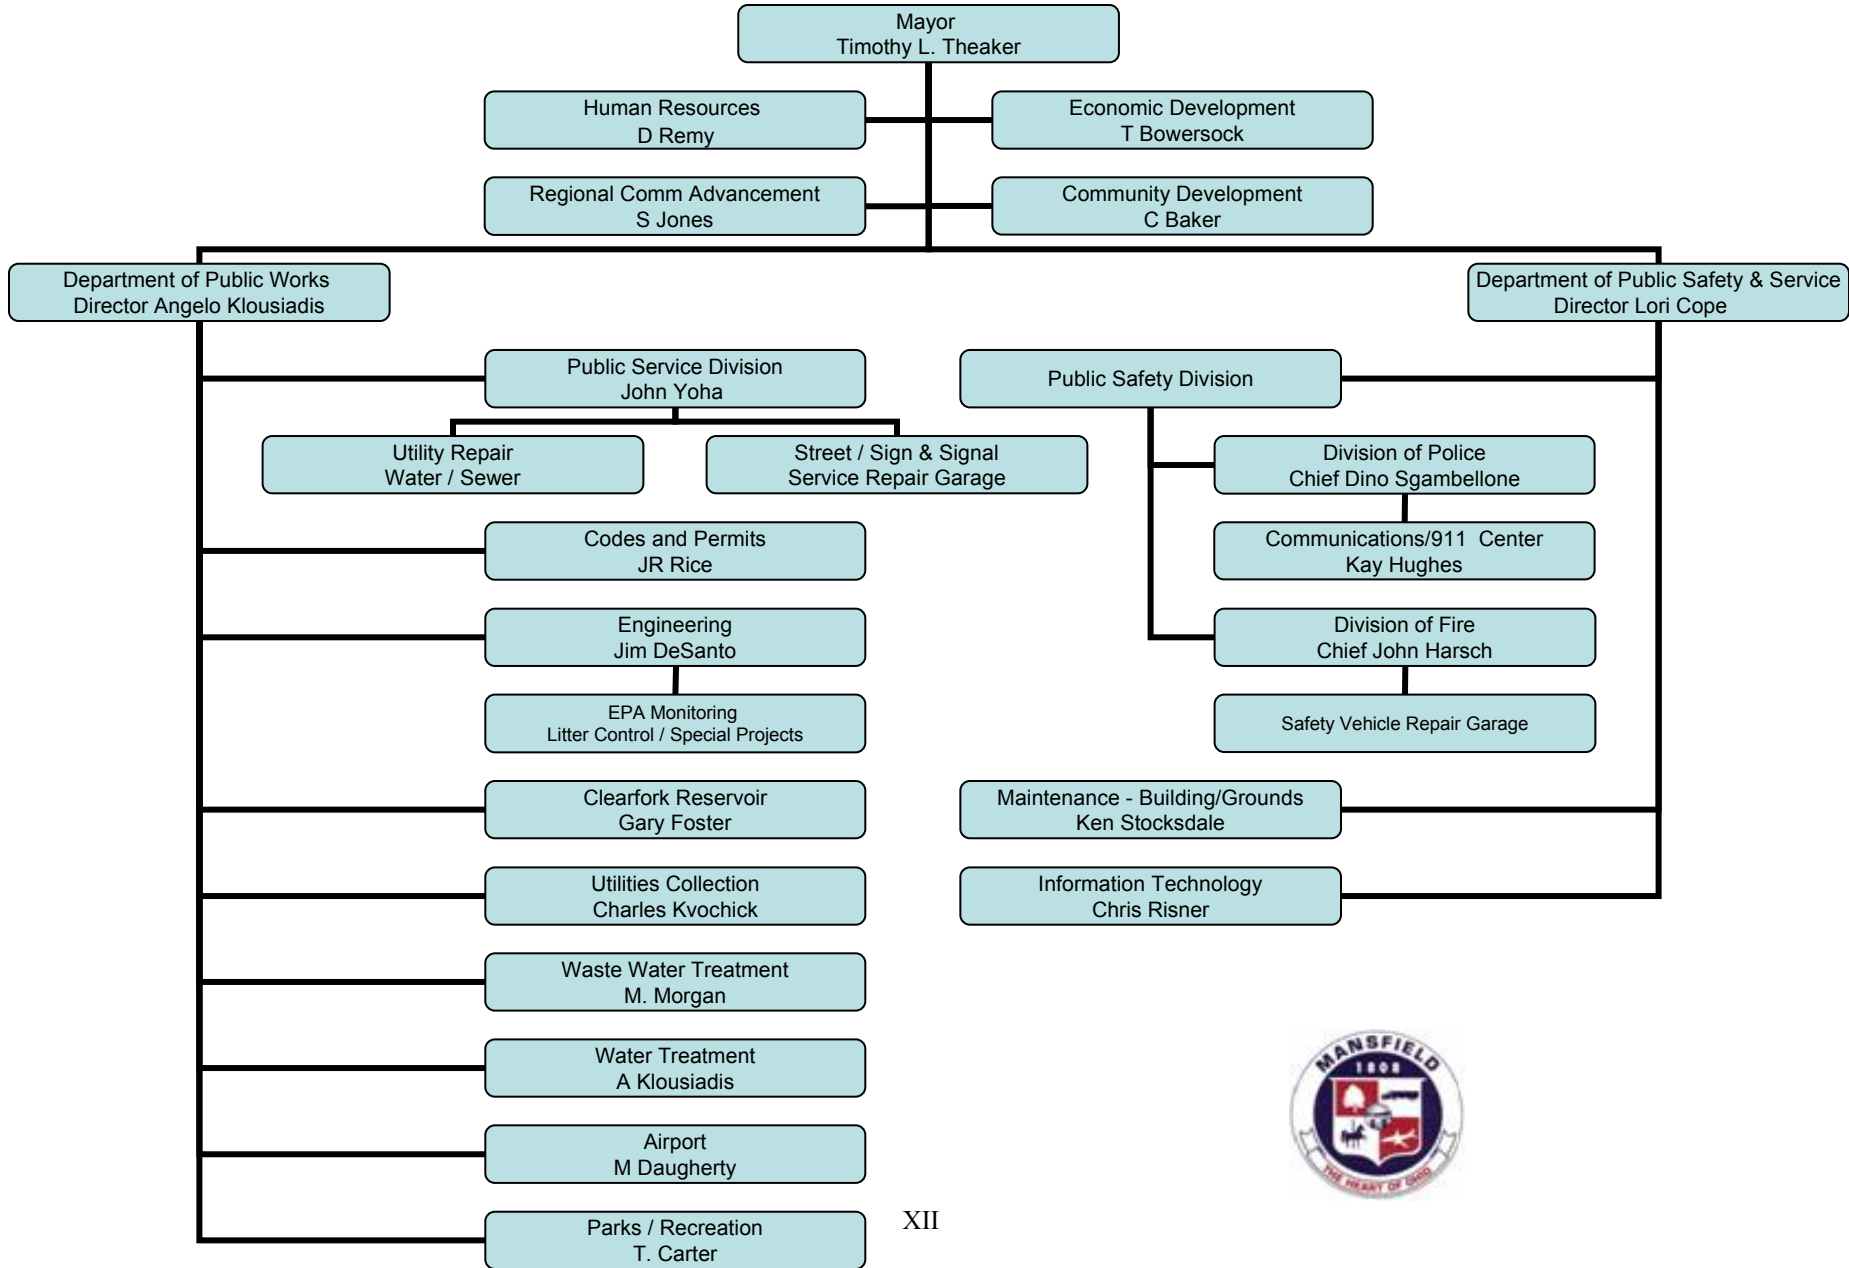 Mayor
Timothy L. Theaker
Human Resources
D Remy
Economic Development
T Bowersock
Regional Comm Advancement
S Jones
Community Development
C Baker
Department of Public Works
Director Angelo Klousiadis
Department of Public Safety & Service
Director Lori Cope
Public Service Division
John Yoha
Public Safety Division
Utility Repair
Water / Sewer
Street / Sign & Signal
Service Repair Garage
Division of Police
Chief Dino Sgambellone
Codes and Permits
JR Rice
Communications/911  Center
Kay Hughes
Engineering
Jim DeSanto
Division of Fire
Chief John Harsch
EPA Monitoring
Litter Control / Special Projects
Safety Vehicle Repair Garage
Clearfork Reservoir
Gary Foster
Maintenance - Building/Grounds
Ken Stocksdale
Utilities Collection
Charles Kvochick
Information Technology
Chris Risner
Waste Water Treatment
M. Morgan
Water Treatment
A Klousiadis
Airport
M Daugherty
Parks / Recreation
T. Carter
MANSFIELD
1808
THE HEART OF OHIO
XII